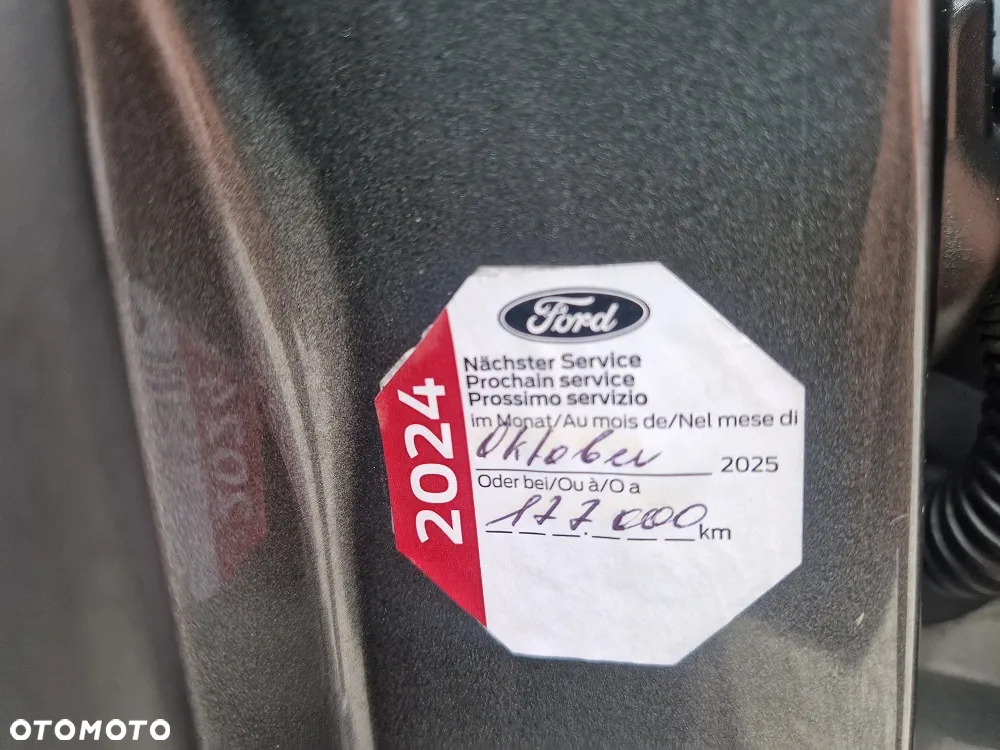 Ford
Nächster Service
Prochain service
Prossimo servizio
im Monat/Au mois de/Nel mese di
Oktober 2025
Oder bei/Ou à/O a
177.000 km
2024
OTOMOTO